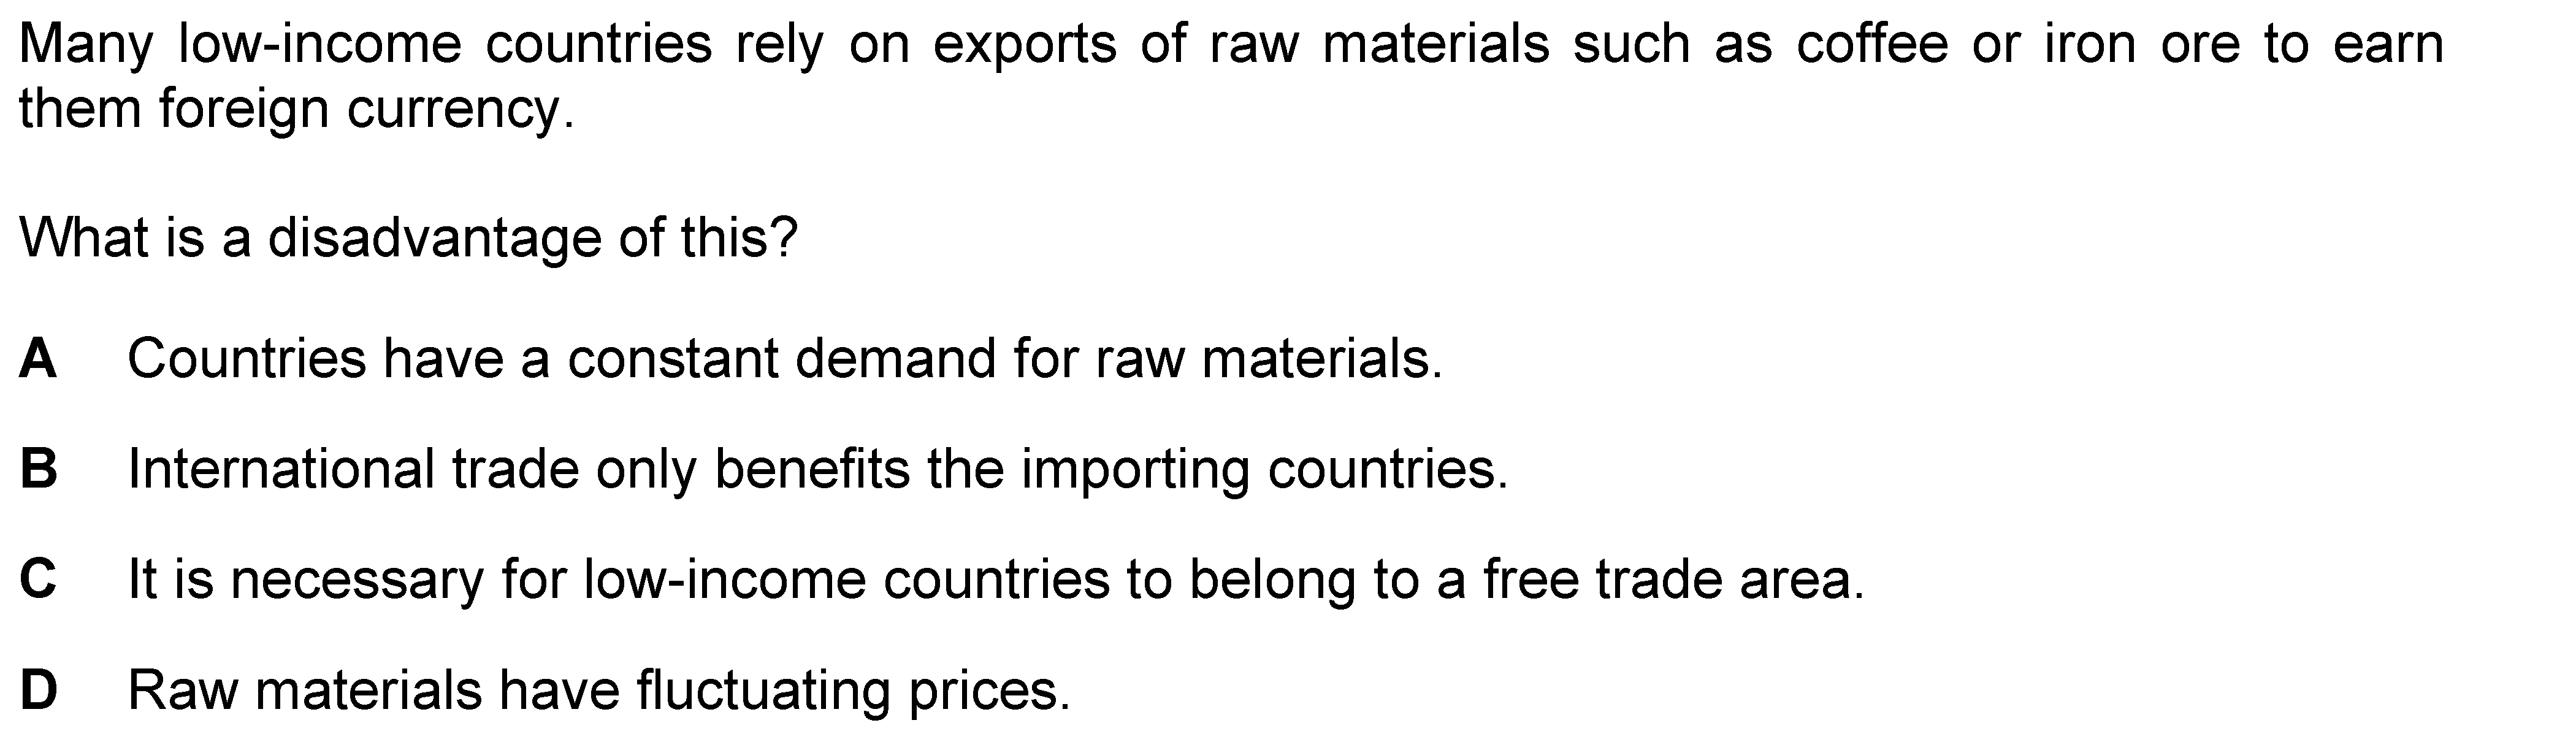 Many low-income countries rely on exports of raw materials such as coffee or iron ore to earn
them foreign currency.
What is a disadvantage of this?
A Countries have a constant demand for raw materials.
B International trade only benefits the importing countries.
C It is necessary for low-income countries to belong to a free trade area.
D Raw materials have fluctuating prices.